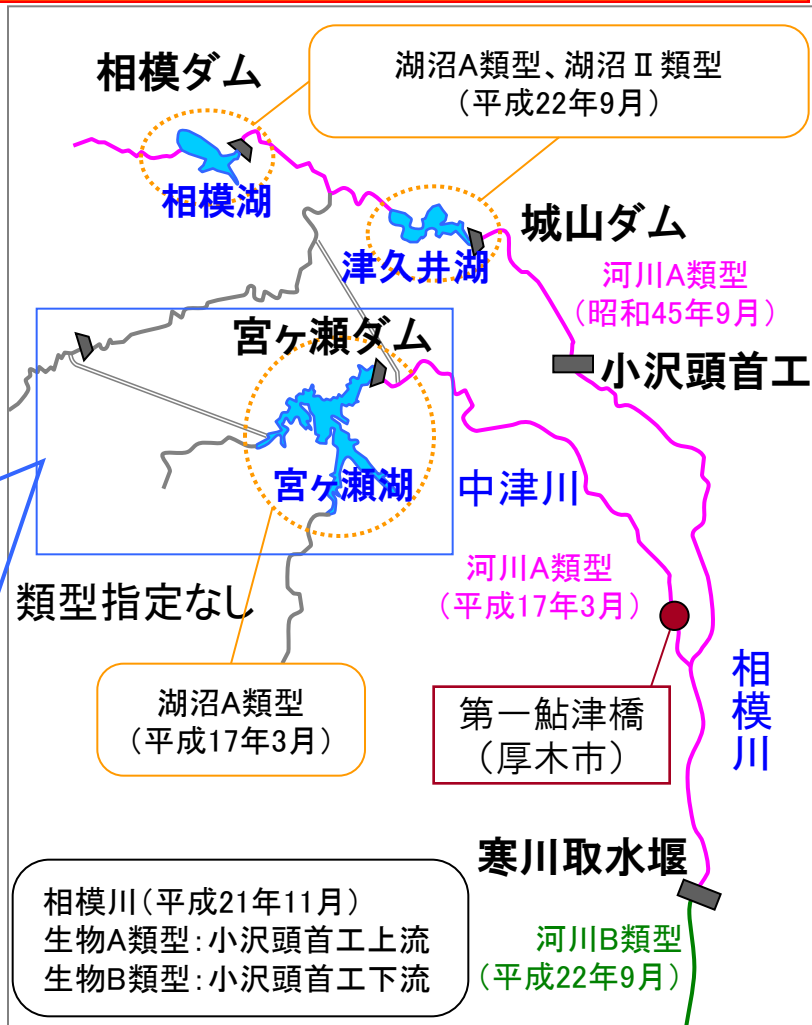 相模ダム
湖沼A類型、湖沼Ⅱ類型
(平成22年9月)
相模湖
城山ダム
津久井湖
河川A類型
(昭和45年9月)
宮ヶ瀬ダム
小沢頭首工
宮ヶ瀬湖
中津川
河川A類型
(平成17年3月)
類型指定なし
湖沼A類型
(平成17年3月)
第一鮎津橋
(厚木市)
相模川
寒川取水堰
相模川(平成21年11月)
生物A類型:小沢頭首工上流
生物B類型:小沢頭首工下流
河川B類型
(平成22年9月)